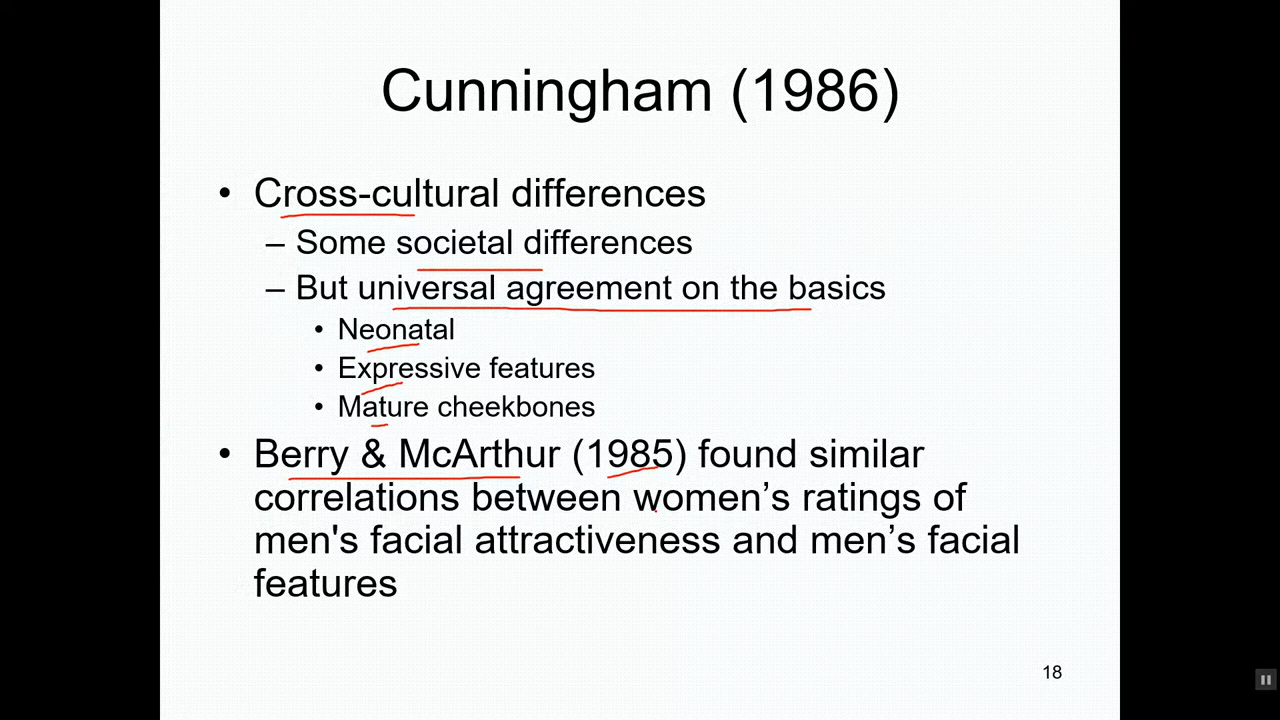 Cunningham (1986)
• Cross-cultural differences
– Some societal differences
– But universal agreement on the basics
• Neonatal
• Expressive features
• Mature cheekbones
• Berry & McArthur (1985) found similar
correlations between women’s ratings of
men's facial attractiveness and men’s facial
features
18